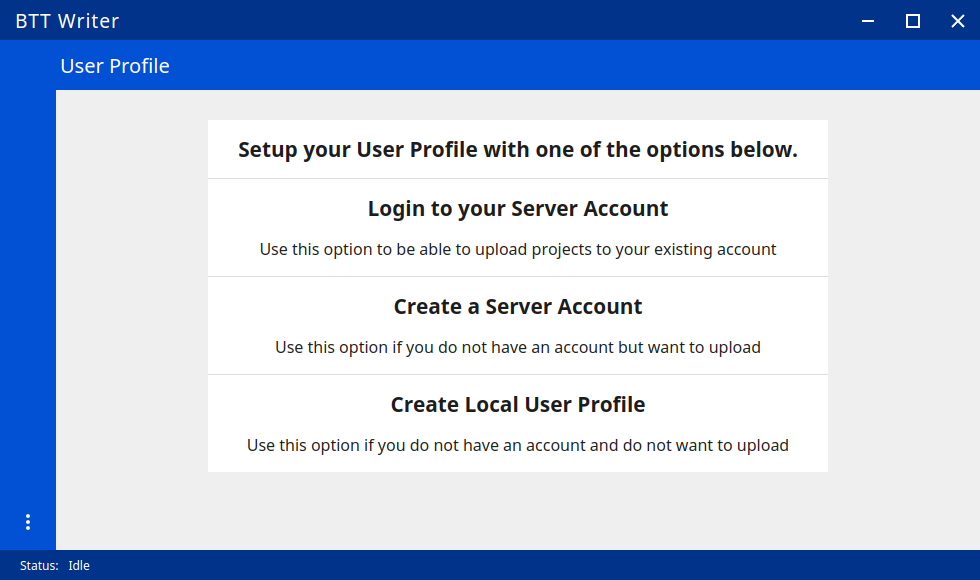 BTT Writer
User Profile
Setup your User Profile with one of the options below.
Login to your Server Account
Use this option to be able to upload projects to your existing account
Create a Server Account
Use this option if you do not have an account but want to upload
Create Local User Profile
Use this option if you do not have an account and do not want to upload
Status: Idle